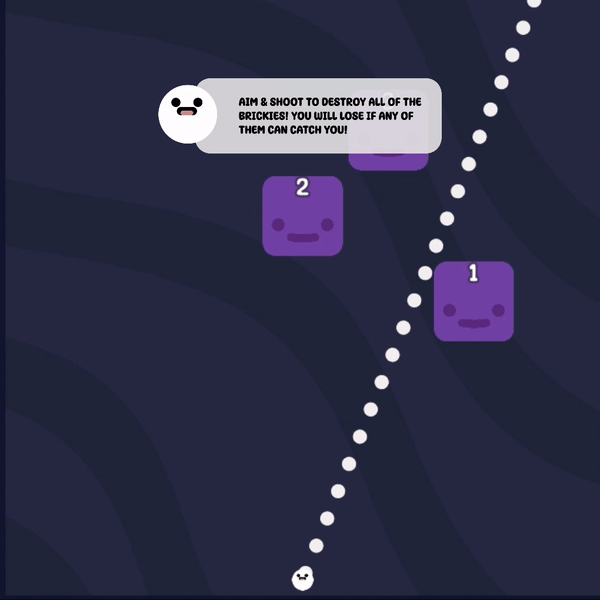 AIM & SHOOT TO DESTROY ALL OF THE
BRICKIES! YOU WILL LOSE IF ANY OF
THEM CAN CATCH YOU!
2
1